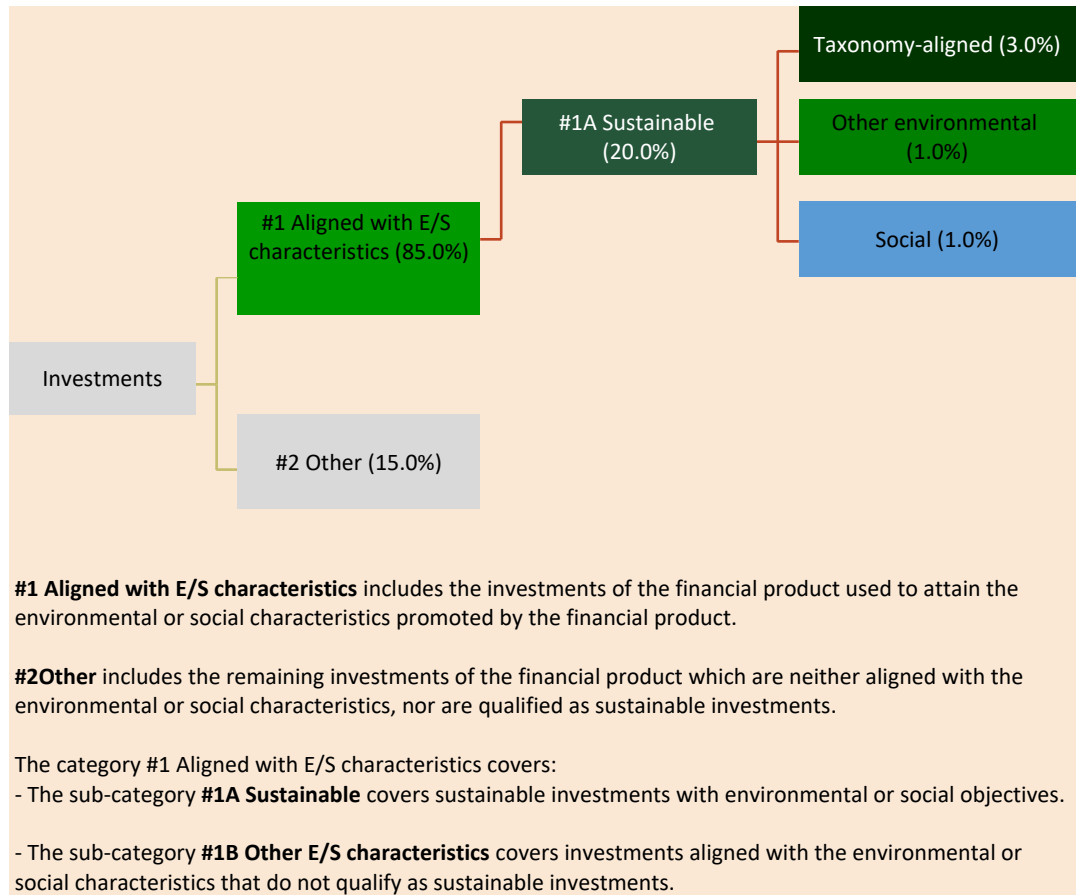 Taxonomy-aligned (3.0%)
#1A Sustainable
(20.0%)
Other environmental
(1.0%)
#1 Aligned with E/S
characteristics (85.0%)
Social (1.0%)
Investments
#2 Other (15.0%)
#1 Aligned with E/S characteristics includes the investments of the financial product used to attain the
environmental or social characteristics promoted by the financial product.
#2Other includes the remaining investments of the financial product which are neither aligned with the
environmental or social characteristics, nor are qualified as sustainable investments.
The category #1 Aligned with E/S characteristics covers:
- The sub-category #1A Sustainable covers sustainable investments with environmental or social objectives.
- The sub-category #1B Other E/S characteristics covers investments aligned with the environmental or
social characteristics that do not qualify as sustainable investments.